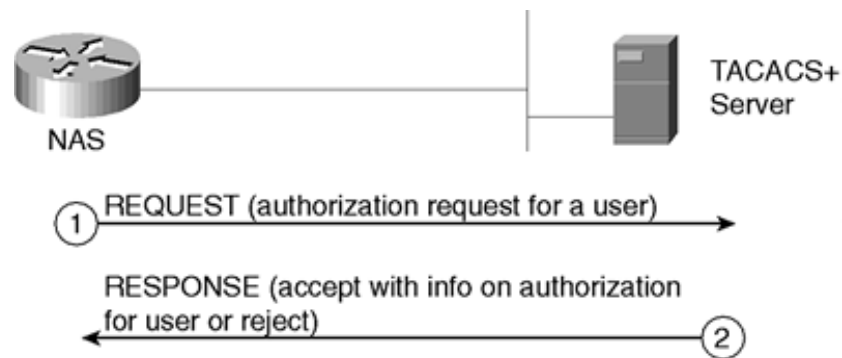 TACACS+
Server
NAS
1
REQUEST (authorization request for a user)
RESPONSE (accept with info on authorization
for user or reject)
2